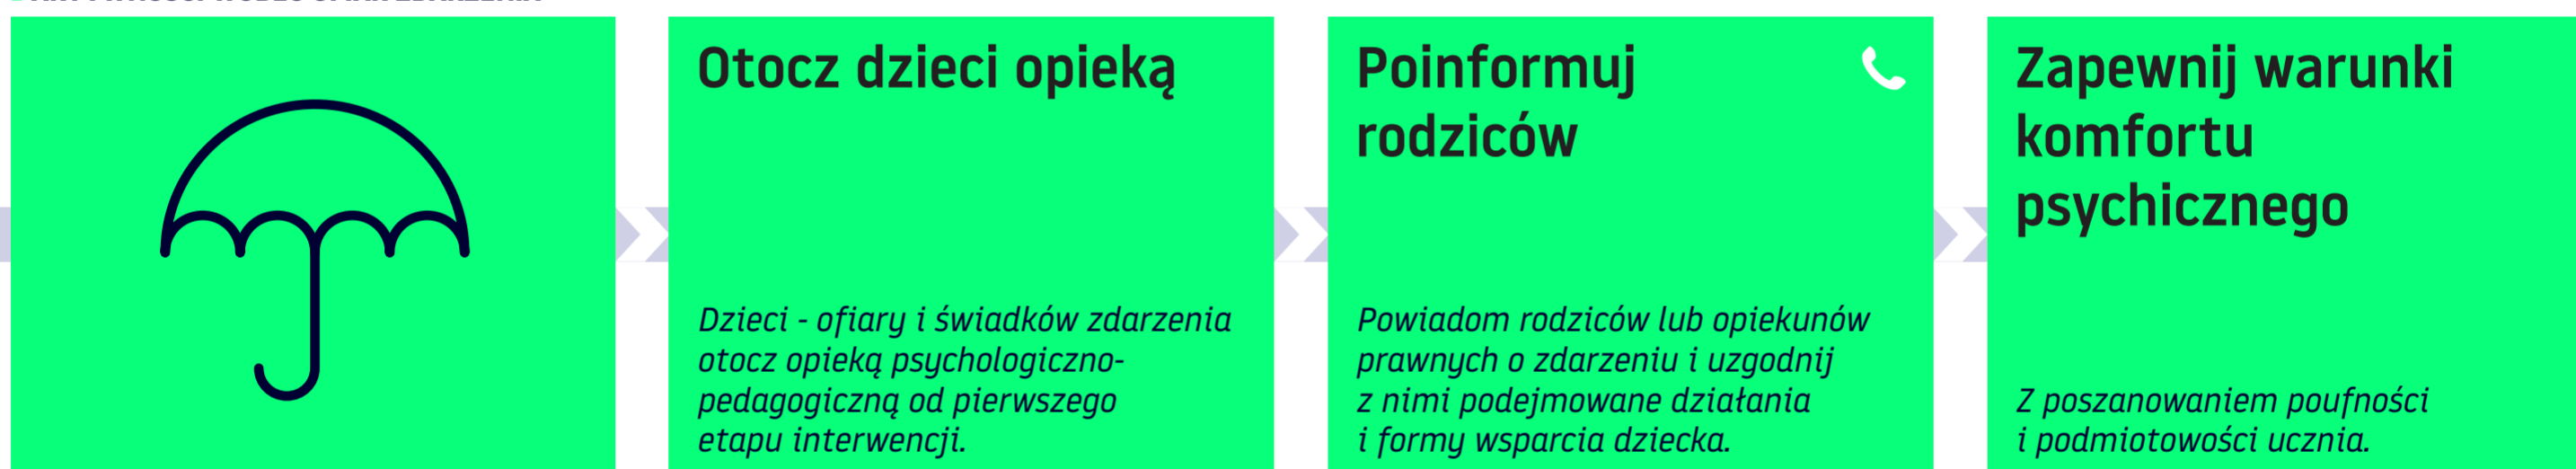 Otocz dzieci opieką
Dzieci - ofiary i świadków zdarzenia
otocz opieką psychologiczno-
pedagogiczną od pierwszego
etapu interwencji.
Poinformuj
rodziców
Powiadom rodziców lub opiekunów
prawnych o zdarzeniu i uzgodnij
z nimi podejmowane działania
i formy wsparcia dziecka.
Zapewnij warunki
komfortu
psychicznego
Z poszanowaniem poufności
i podmiotowości ucznia.